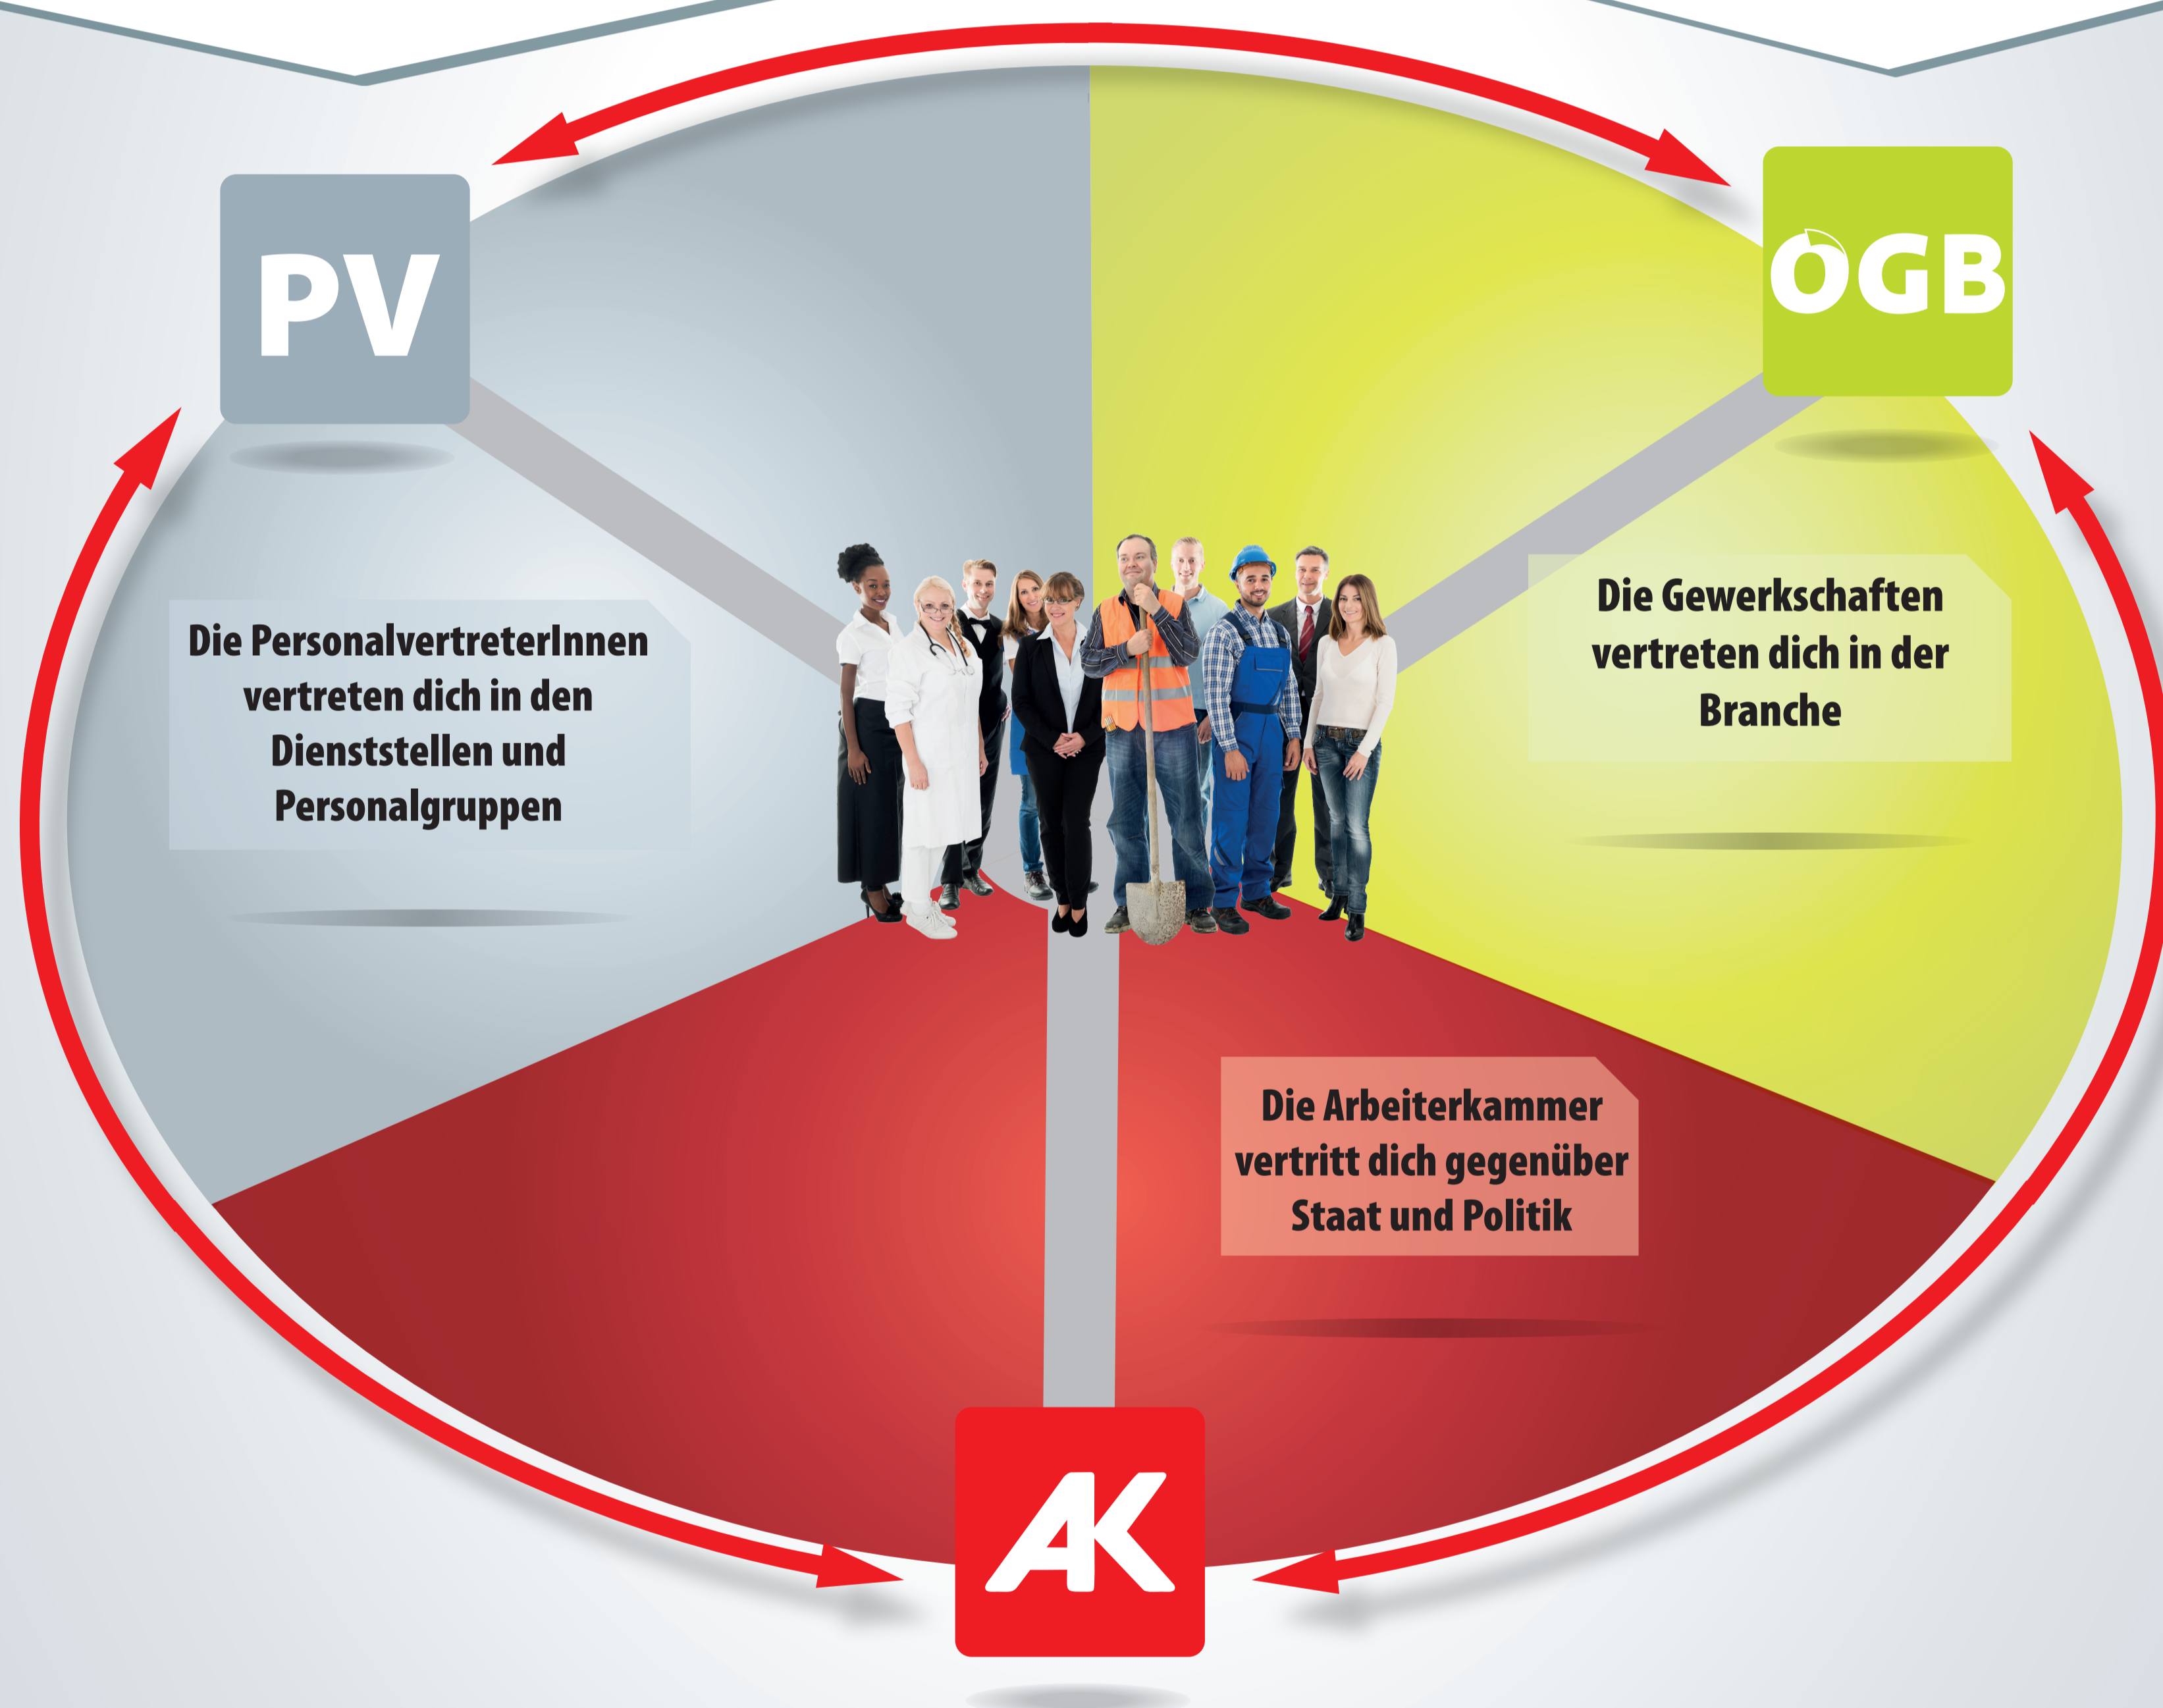 PV
ÖGB
Die PersonalvertreterInnen
vertreten dich in den
Dienststellen und
Personalgruppen
Die Gewerkschaften
vertreten dich in der
Branche
Die Arbeiterkammer
vertritt dich gegenüber
Staat und Politik
AK